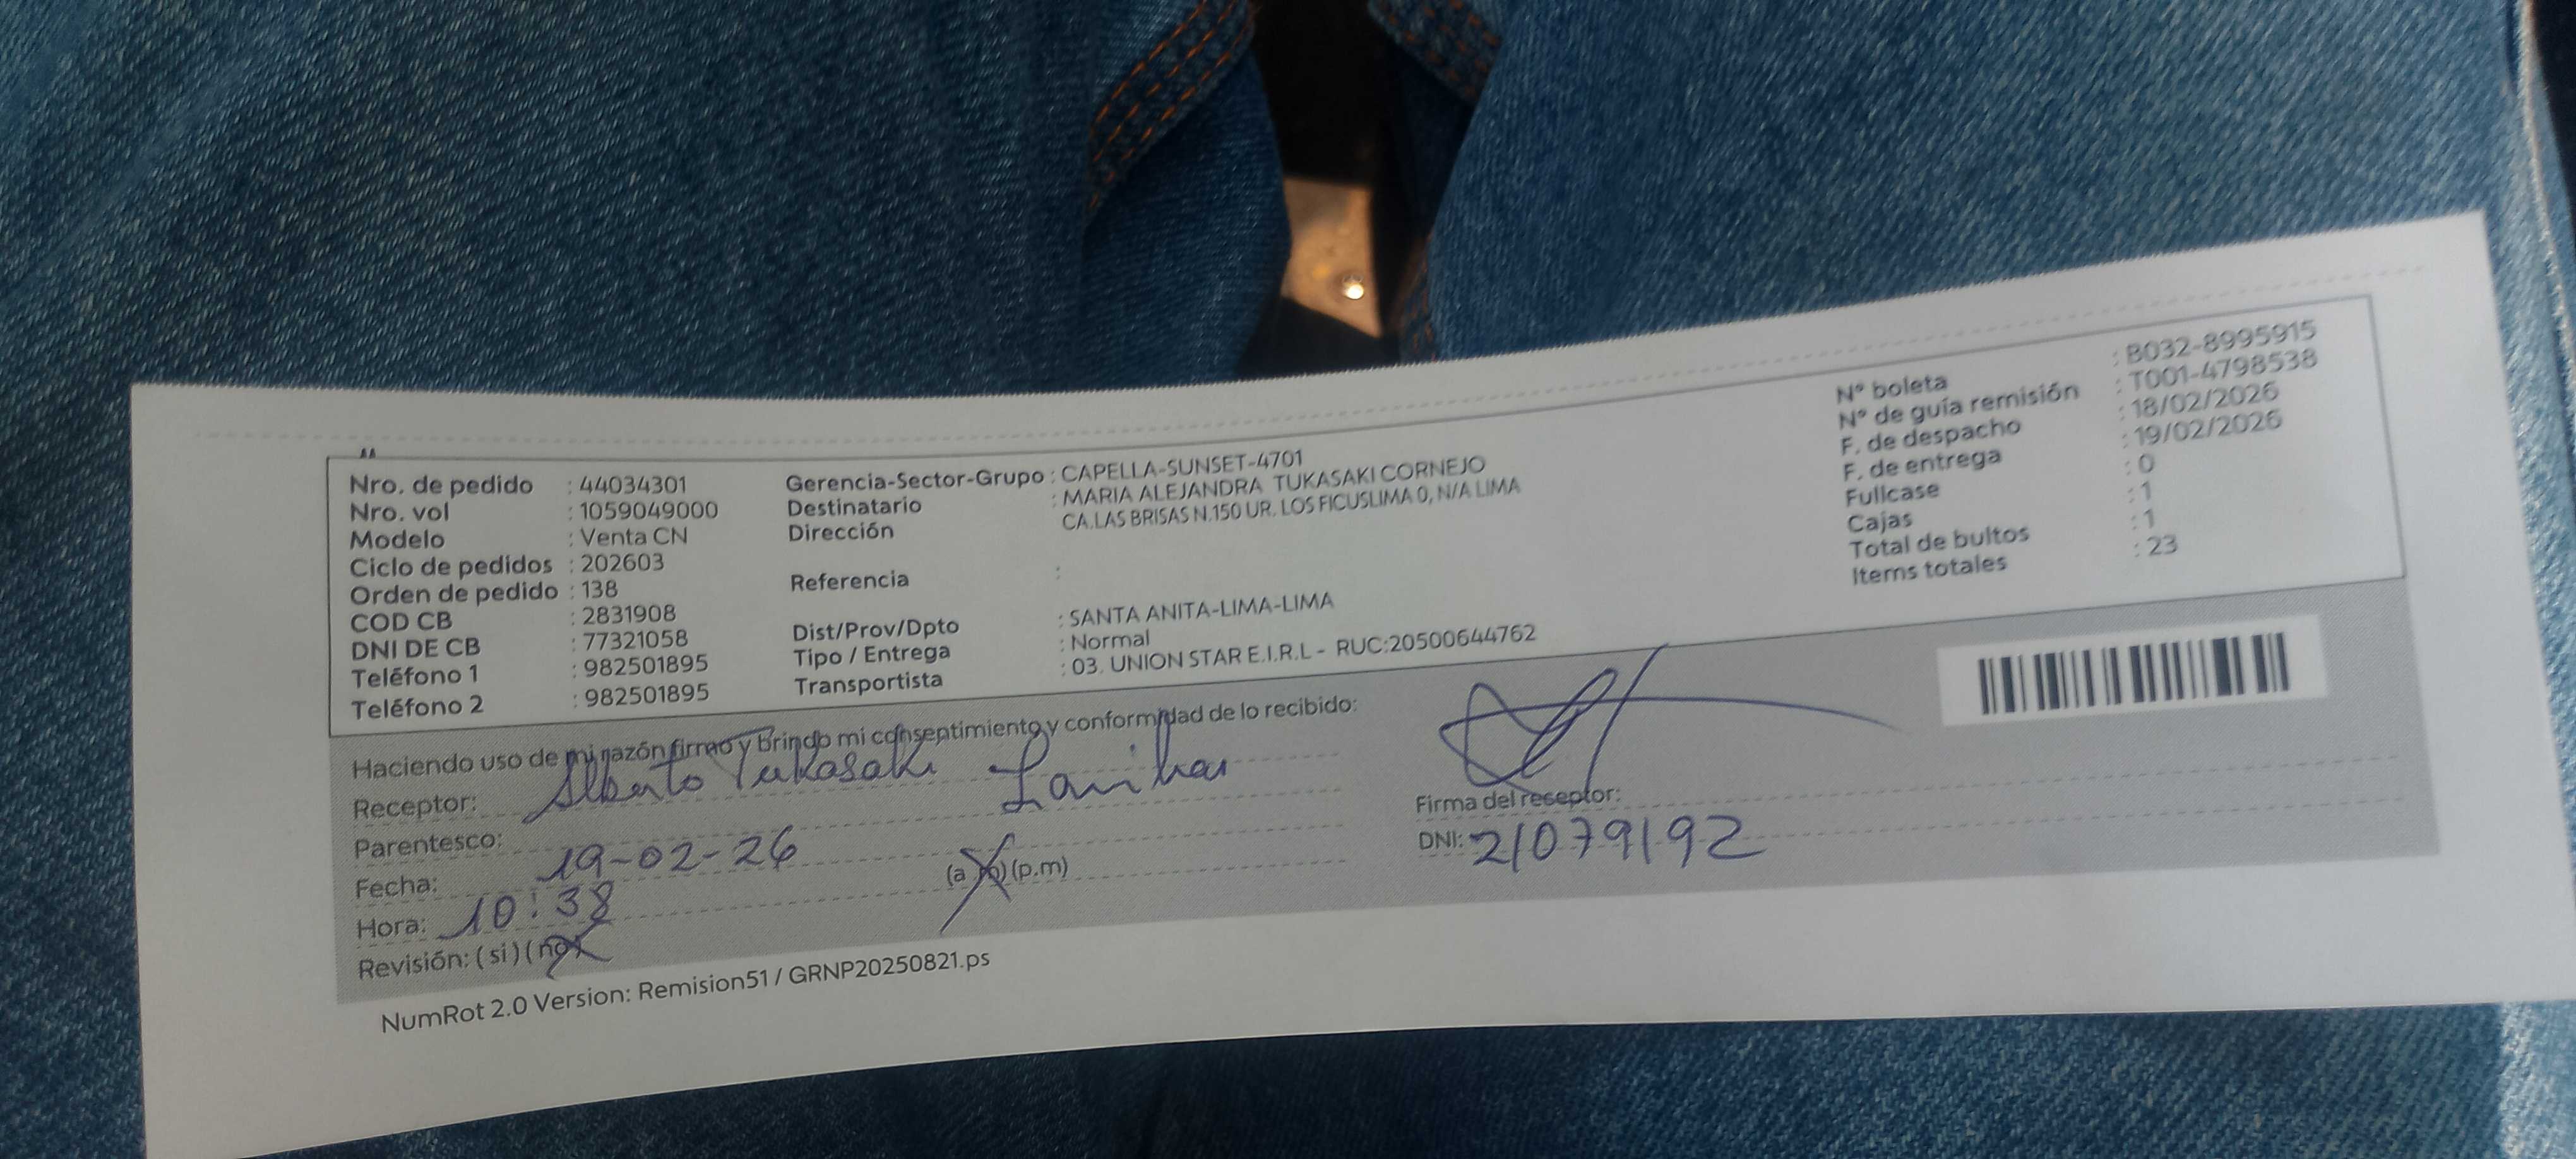 Nro. de pedido : 44034301
Nro. vol : 1059049000
Modelo : Venta CN
Ciclo de pedidos : 202603
Orden de pedido : 138
COD CB : 2831908
DNI DE CB : 77321058
Teléfono 1 : 982501895
Teléfono 2 : 982501895
Gerencia-Sector-Grupo : CAPELLA-SUNSET-4701
Destinatario : MARIA ALEJANDRA TUKASAKI CORNEJO
Dirección CA.LAS BRISAS N.150 UR. LOS FICUSLIMA 0, N/A LIMA
Referencia :
Dist/Prov/Dpto : SANTA ANITA-LIMA-LIMA
Tipo / Entrega : Normal
Transportista : 03. UNION STAR E.I.R.L - RUC:20500644762
N° boleta : B032-8995915
N° de guía remisión : T001-4798538
F. de despacho : 18/02/2026
F. de entrega : 19/02/2026
Fullcase : 0
Cajas : 1
Total de bultos : 1
Items totales : 23
Haciendo uso de mi razón firmo y brindo mi consentimiento y conformidad de lo recibido:
Receptor: Alberto Tukasaki
Parentesco:
Fecha: 19-02-26
Hora: 10:38 (a.m) (p.m)
Revisión: (si) (no)
Firma del receptor:
DNI: 21079192
NumRot 2.0 Version: Remision51 / GRNP20250821.ps